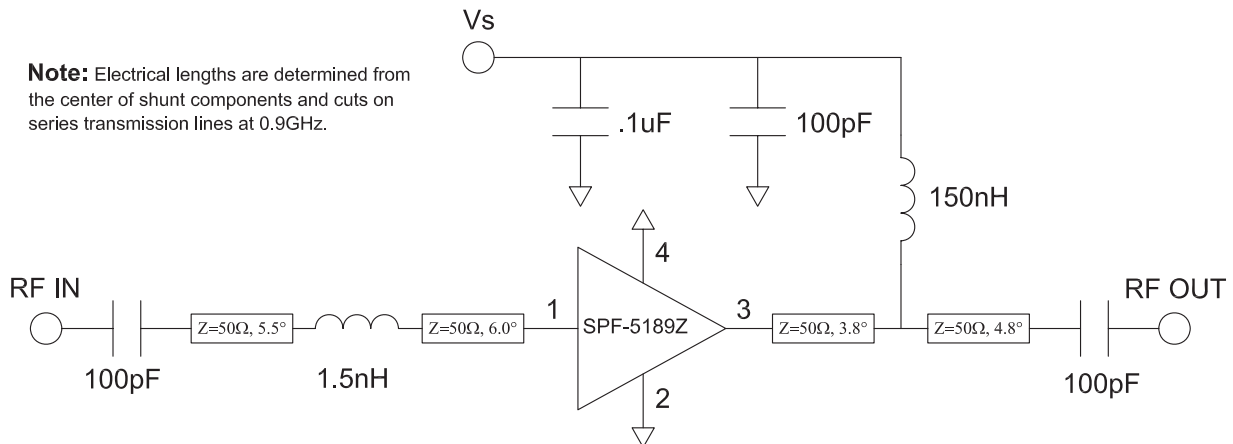 Vs
Note: Electrical lengths are determined from
the center of shunt components and cuts on
series transmission lines at 0.9GHz.
.1uF
100pF
150nH
4
RF IN
1
SPF-5189Z
3
RF OUT
Z=50Ω, 5.5°
Z=50Ω, 6.0°
Z=50Ω, 3.8°
Z=50Ω, 4.8°
100pF
1.5nH
2
100pF